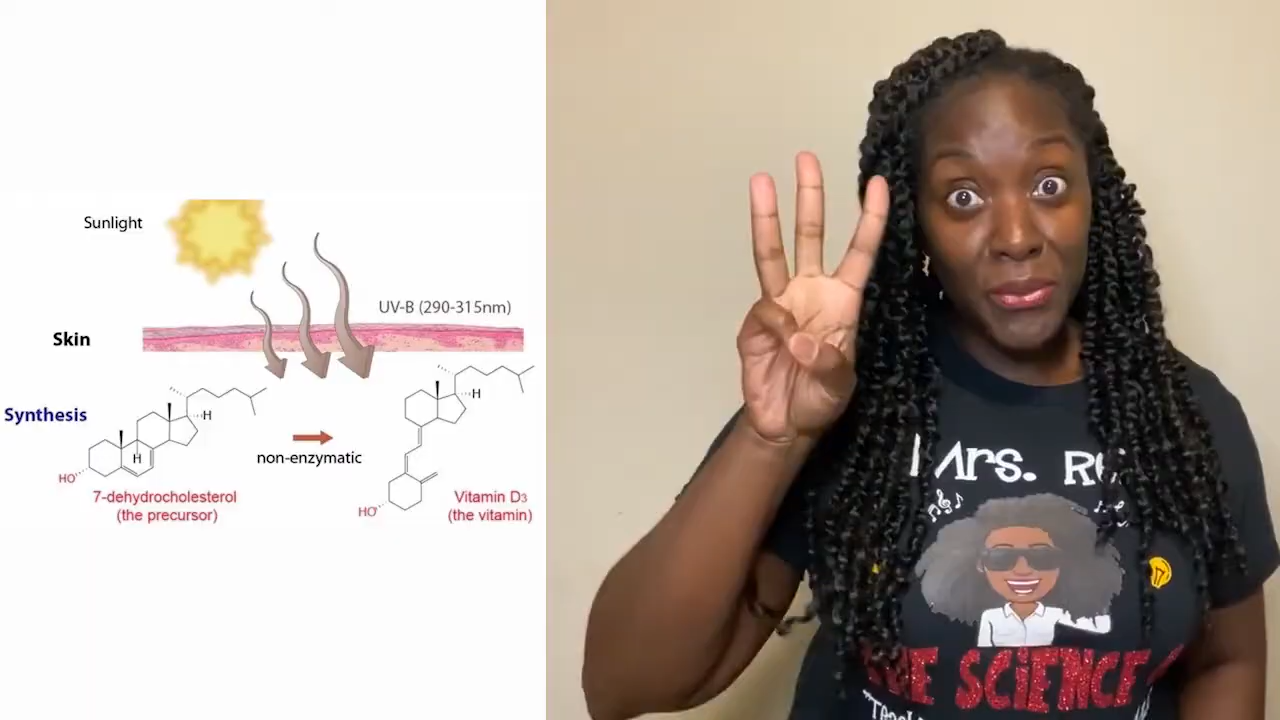 Sunlight
UV-B (290-315nm)
Skin
Synthesis
H
H
H
non-enzymatic
HO
HO
7-dehydrocholesterol
(the precursor)
Vitamin D3
(the vitamin)
Mrs.
SCIENCE